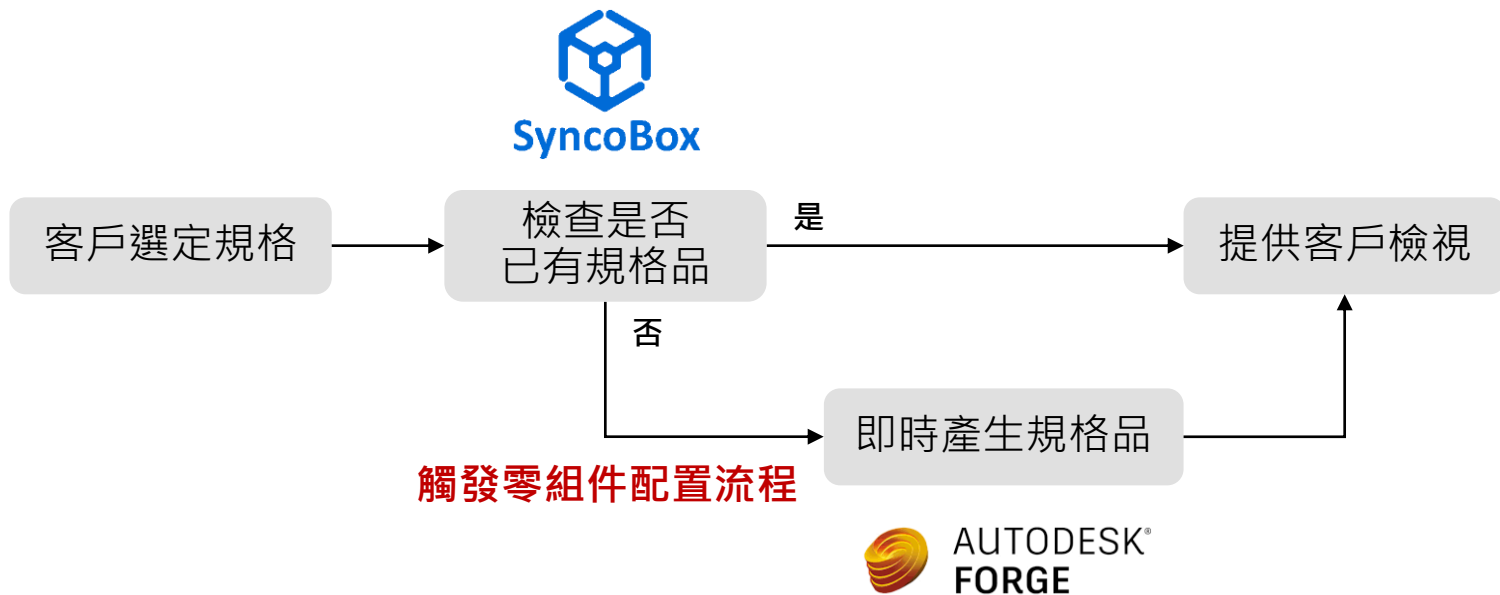 SyncoBox
客戶選定規格
檢查是否
已有規格品
是
提供客戶檢視
否
即時產生規格品
觸發零組件配置流程
AUTODESK®
FORGE